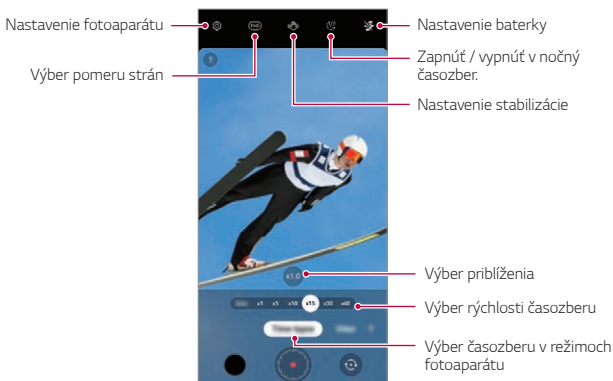 Nastavenie fotoaparátu
Výber pomeru strán
Nastavenie baterky
Zapnúť / vypnúť v nočný
časozber.
Nastavenie stabilizácie
FHD
?
x1.0
x1 x5 x10 x15 x30 x60
Time-lapse Video
Výber priblíženia
Výber rýchlosti časozberu
Výber časozberu v režimoch
fotoaparátu